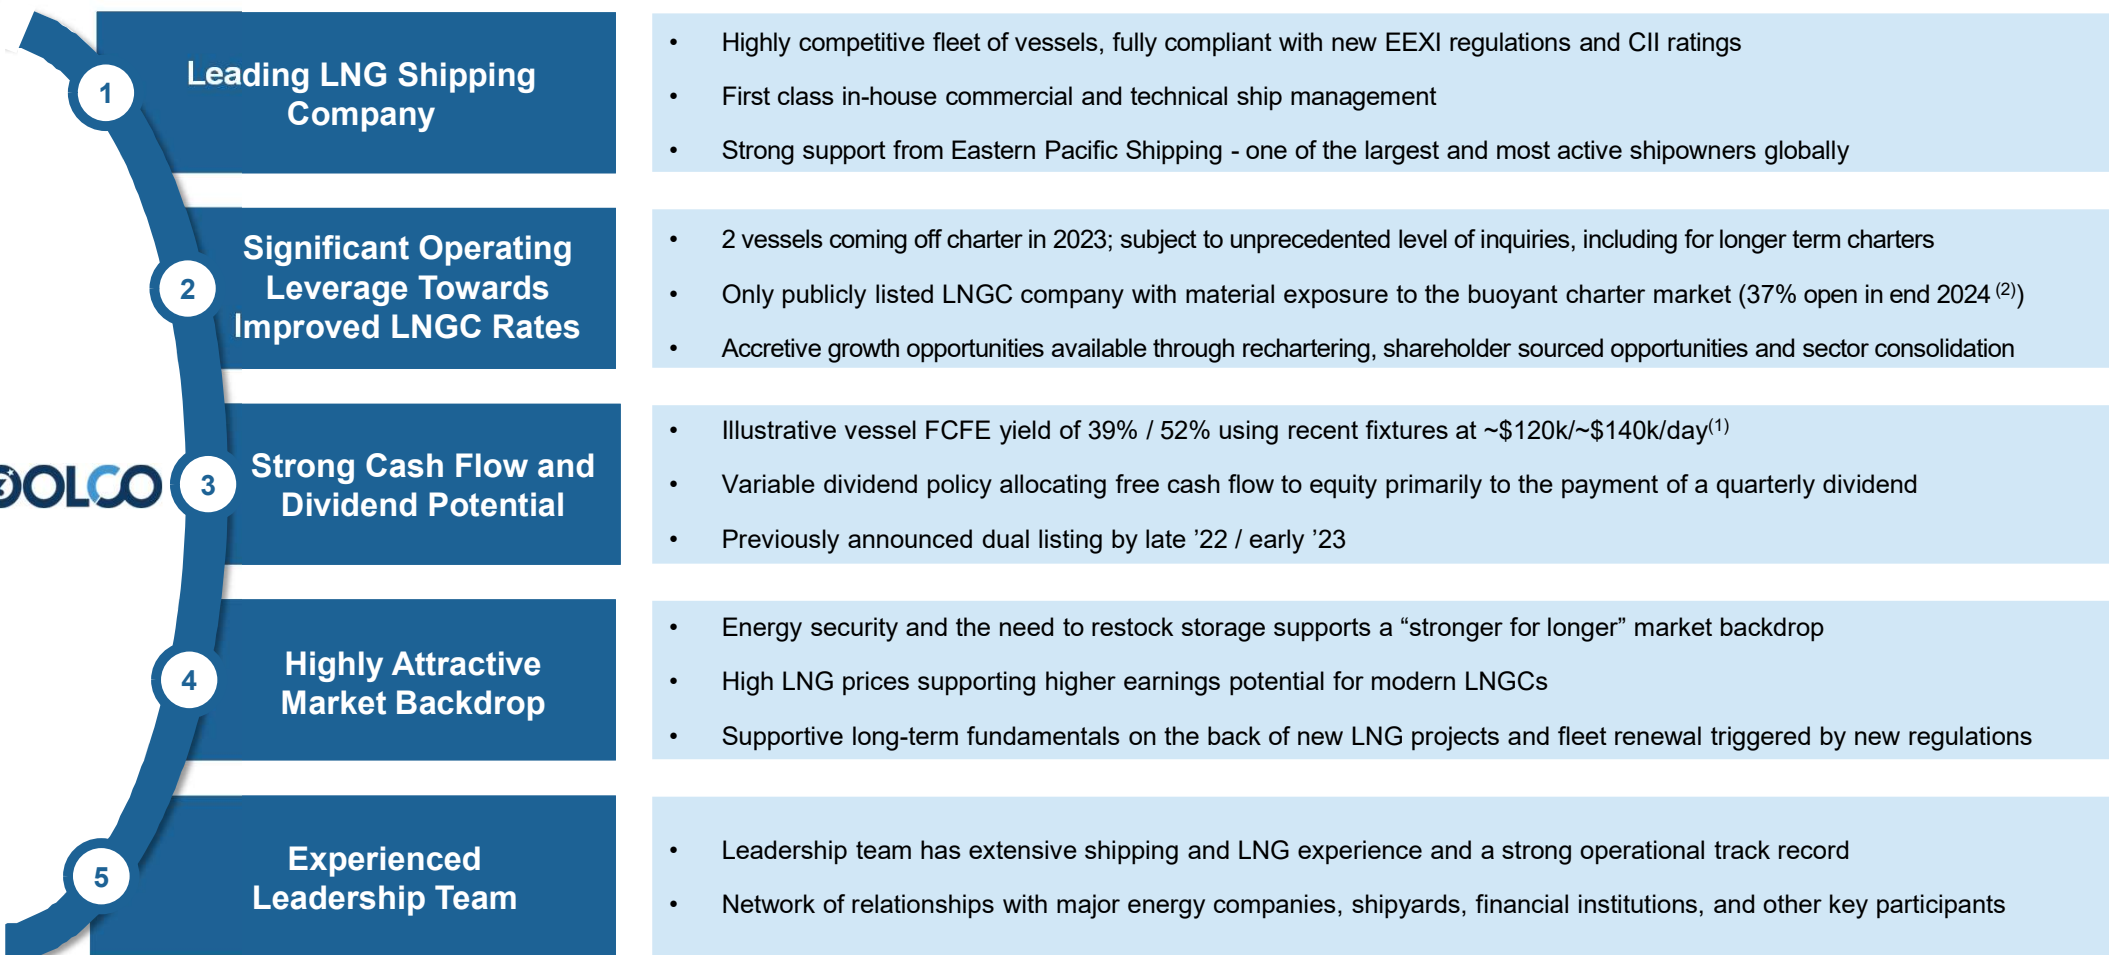 1
Leading LNG Shipping
Company
• Highly competitive fleet of vessels, fully compliant with new EEXI regulations and CII ratings
• First class in-house commercial and technical ship management
• Strong support from Eastern Pacific Shipping - one of the largest and most active shipowners globally
2
Significant Operating
Leverage Towards
Improved LNGC Rates
• 2 vessels coming off charter in 2023; subject to unprecedented level of inquiries, including for longer term charters
• Only publicly listed LNGC company with material exposure to the buoyant charter market (37% open in end 2024 (2))
• Accretive growth opportunities available through rechartering, shareholder sourced opportunities and sector consolidation
OOLCO
3
Strong Cash Flow and
Dividend Potential
• Illustrative vessel FCFE yield of 39% / 52% using recent fixtures at ~$120k/~$140k/day(1)
• Variable dividend policy allocating free cash flow to equity primarily to the payment of a quarterly dividend
• Previously announced dual listing by late ’22 / early ’23
4
Highly Attractive
Market Backdrop
• Energy security and the need to restock storage supports a “stronger for longer” market backdrop
• High LNG prices supporting higher earnings potential for modern LNGCs
• Supportive long-term fundamentals on the back of new LNG projects and fleet renewal triggered by new regulations
5
Experienced
Leadership Team
• Leadership team has extensive shipping and LNG experience and a strong operational track record
• Network of relationships with major energy companies, shipyards, financial institutions, and other key participants